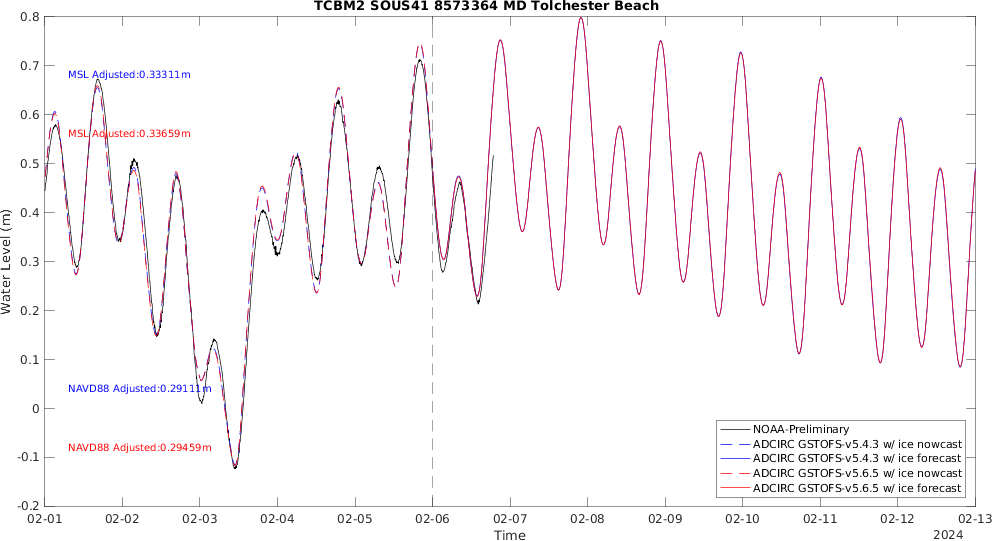 TCBM2 SOUS41 8573364 MD Tolchester Beach
0.8
0.7
0.6
0.5
0.4
0.3
0.2
0.1
0
-0.1
-0.2
Water Level (m)
MSL Adjusted:0.33311m
MSL Adjusted:0.33659m
NAVD88 Adjusted:0.29111m
NAVD88 Adjusted:0.29459m
NOAA-Preliminary
ADCIRC GSTOFS-v5.4.3 w/ ice nowcast
ADCIRC GSTOFS-v5.4.3 w/ ice forecast
ADCIRC GSTOFS-v5.6.5 w/ ice nowcast
ADCIRC GSTOFS-v5.6.5 w/ ice forecast
02-01 02-02 02-03 02-04 02-05 02-06 02-07 02-08 02-09 02-10 02-11 02-12 02-13
Time
2024